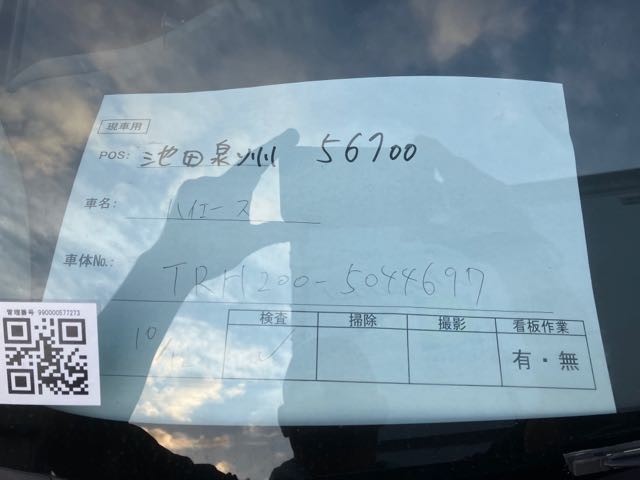 現車用
POS: 池田泉州 56700
車名: ハイエース
車体No.: TRH200-5044697
管理番号 990000577273
検査 掃除 撮影 看板作業
10/1 ✓ 有・無